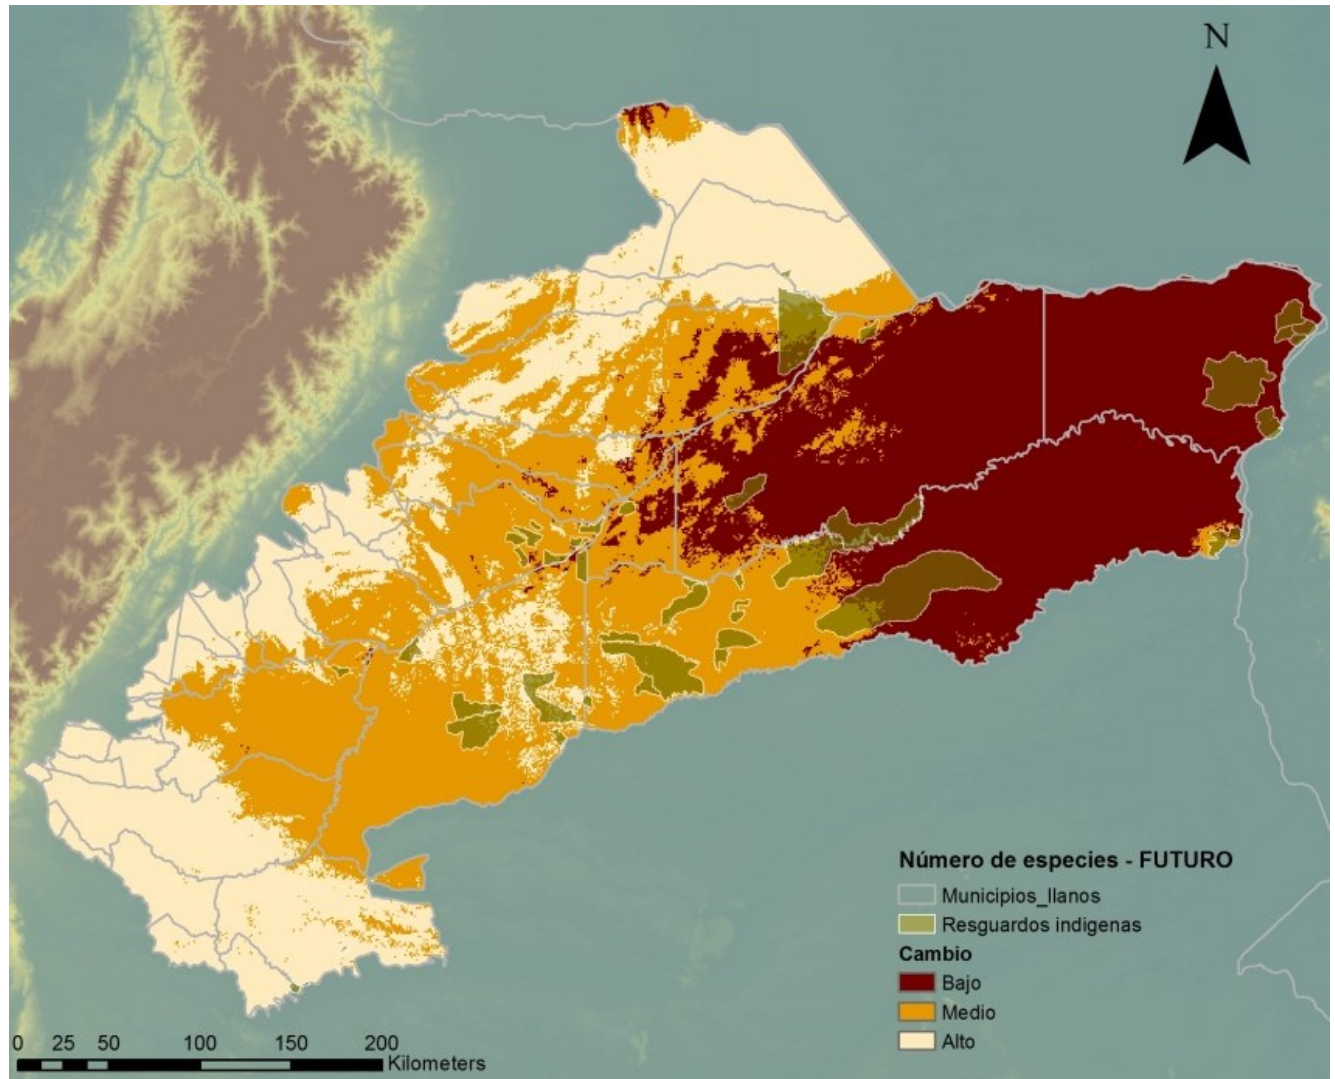 N
Número de especies - FUTURO
Municipios_llanos
Resguardos indigenas
Cambio
Bajo
Medio
Alto
0 25 50 100 150 200
Kilometers